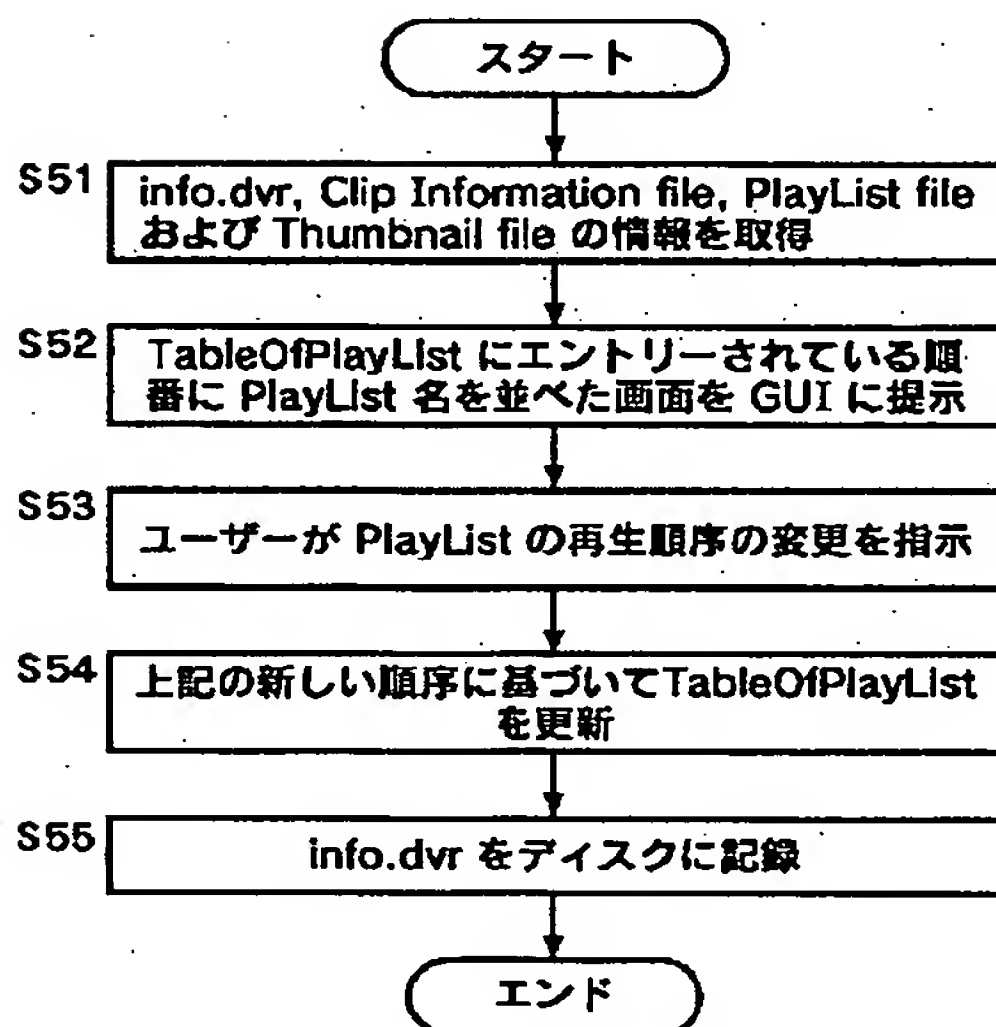 スタート
S51
info.dvr, Clip Information file, PlayList file
および Thumbnail file の情報を取得
S52
TableOfPlayList にエントリーされている順
番に PlayList 名を並べた画面を GUI に提示
S53
ユーザーが PlayList の再生順序の変更を指示
S54
上記の新しい順序に基づいてTableOfPlayList
を更新
S55
info.dvr をディスクに記録
エンド